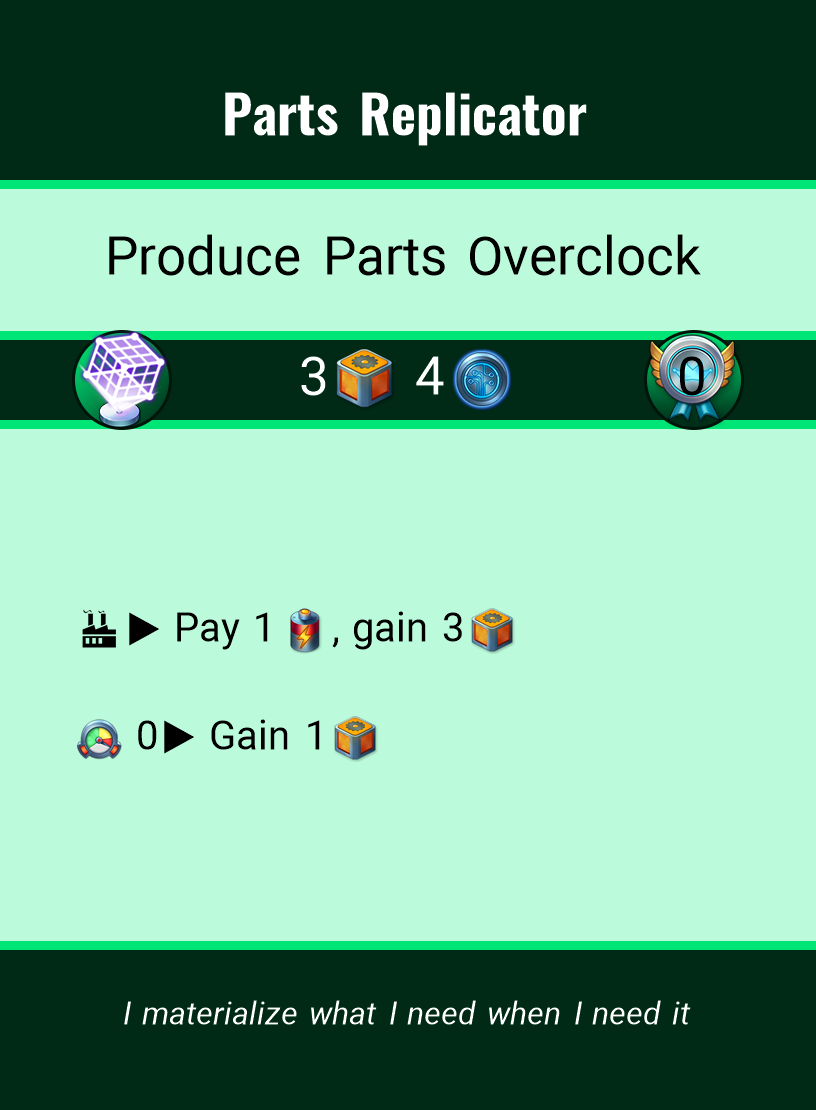 Parts Replicator
Produce Parts Overclock
3 4 0
▶ Pay 1 , gain 3
0▶ Gain 1
I materialize what I need when I need it